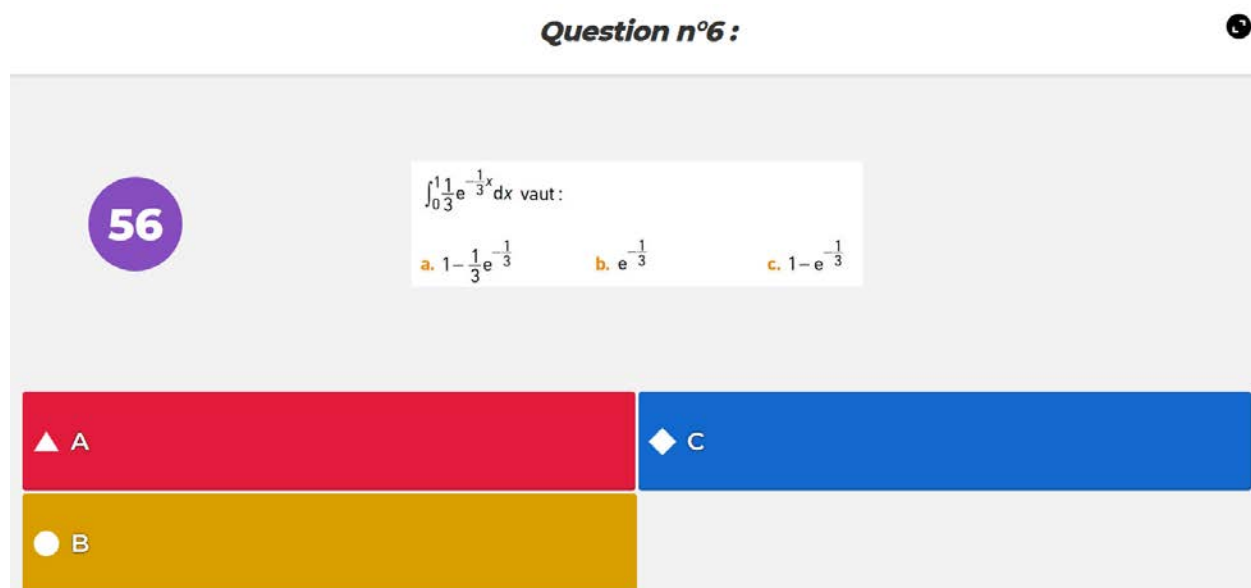 Question n°6 :
56
∫₀¹ 1/3 e^(-1/3 x) dx vaut :
a. 1 − 1/3 e^(-1/3) b. e^(-1/3) c. 1 − e^(-1/3)
A
C
B